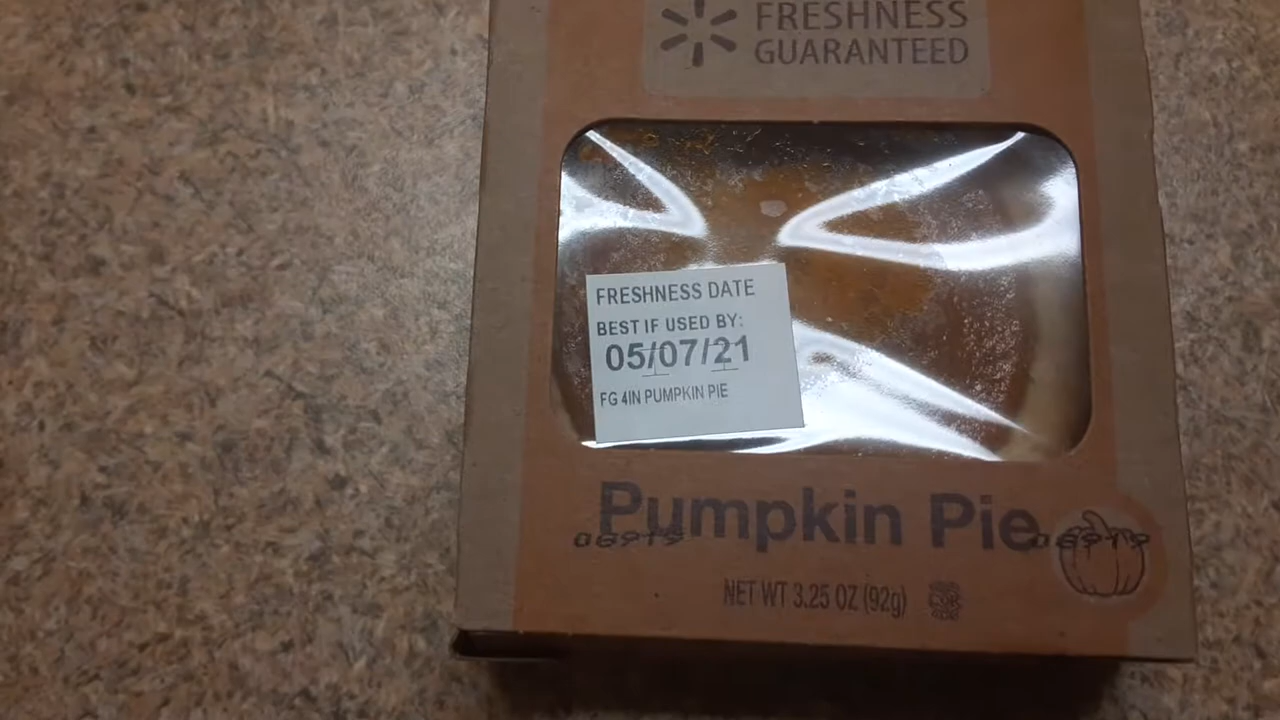 FRESHNESS
GUARANTEED
FRESHNESS DATE
BEST IF USED BY:
05/07/21
FG 4IN PUMPKIN PIE
Pumpkin Pie
NET WT 3.25 OZ (92g)